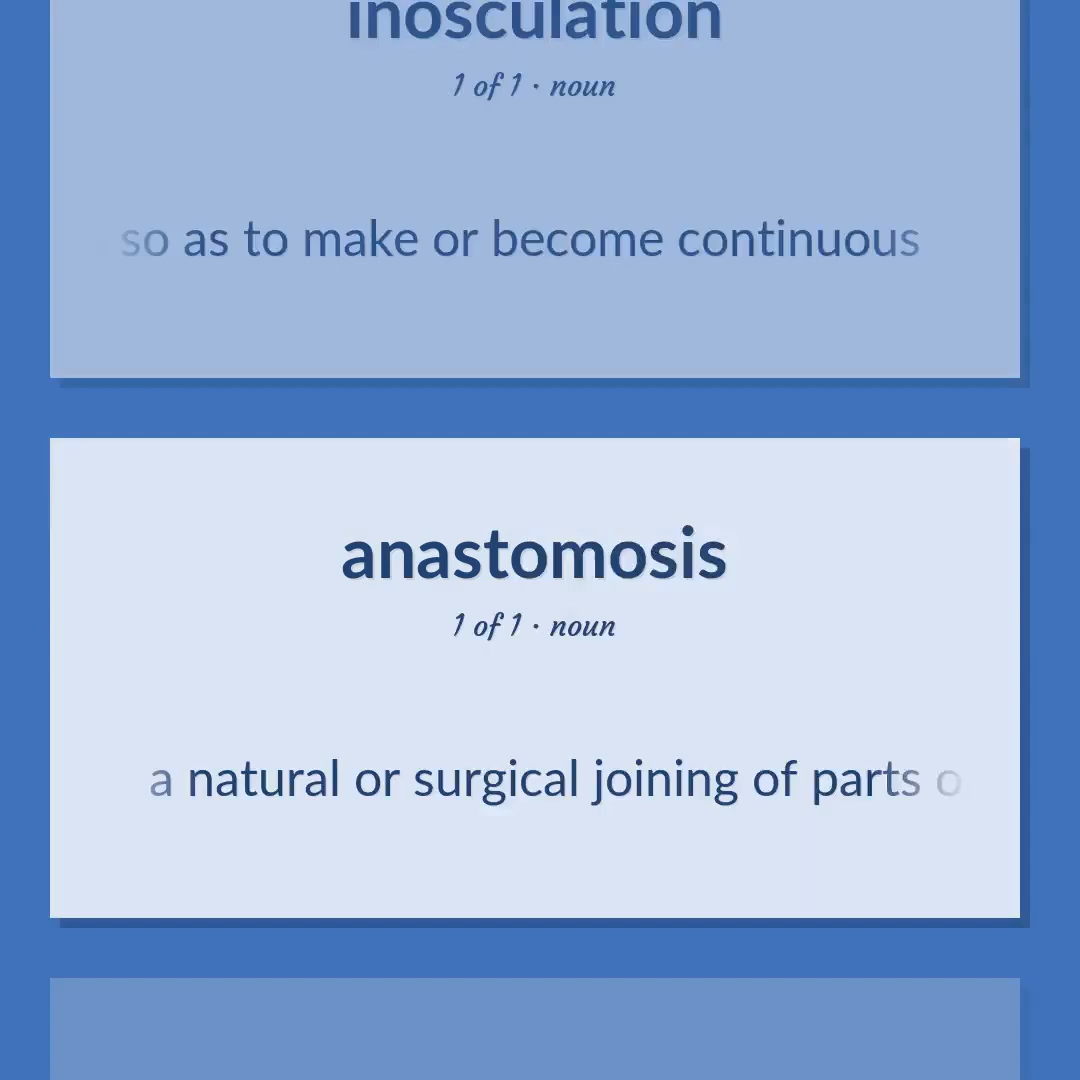 inosculation
1 of 1 · noun
so as to make or become continuous
anastomosis
1 of 1 · noun
a natural or surgical joining of parts o